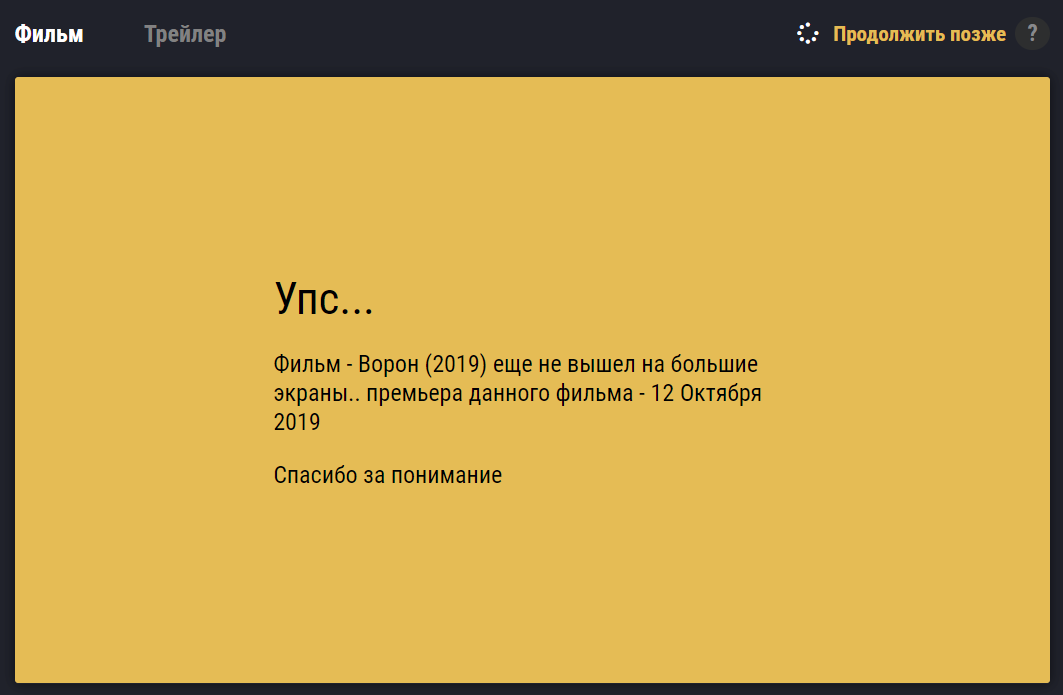 Фильм Трейлер Продолжить позже ?
Упс...
Фильм - Ворон (2019) еще не вышел на большие
экраны.. премьера данного фильма - 12 Октября
2019
Спасибо за понимание